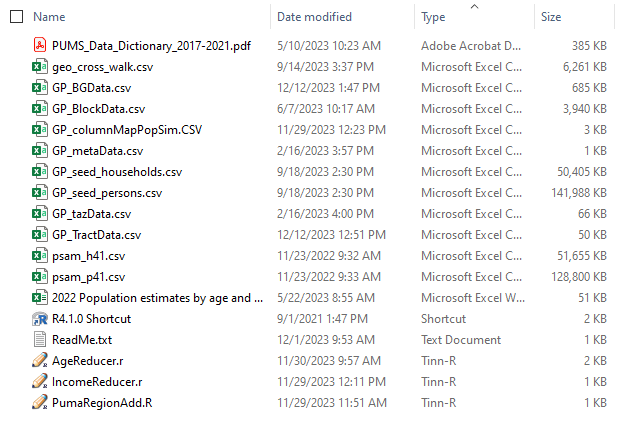 Name Date modified Type Size
PUMS_Data_Dictionary_2017-2021.pdf 5/10/2023 10:23 AM Adobe Acrobat D... 385 KB
geo_cross_walk.csv 9/14/2023 3:37 PM Microsoft Excel C... 6,261 KB
GP_BGData.csv 12/12/2023 1:47 PM Microsoft Excel C... 685 KB
GP_BlockData.csv 6/7/2023 10:17 AM Microsoft Excel C... 3,940 KB
GP_columnMapPopSim.CSV 11/29/2023 12:23 PM Microsoft Excel C... 3 KB
GP_metaData.csv 2/16/2023 3:57 PM Microsoft Excel C... 1 KB
GP_seed_households.csv 9/18/2023 2:30 PM Microsoft Excel C... 50,405 KB
GP_seed_persons.csv 9/18/2023 2:30 PM Microsoft Excel C... 141,988 KB
GP_tazData.csv 2/16/2023 4:00 PM Microsoft Excel C... 66 KB
GP_TractData.csv 12/12/2023 12:51 PM Microsoft Excel C... 50 KB
psam_h41.csv 11/23/2022 9:32 AM Microsoft Excel C... 51,655 KB
psam_p41.csv 11/23/2022 9:33 AM Microsoft Excel C... 128,800 KB
2022 Population estimates by age and ... 5/22/2023 8:55 AM Microsoft Excel W... 51 KB
R4.1.0 Shortcut 9/1/2021 1:47 PM Shortcut 2 KB
ReadMe.txt 12/1/2023 9:53 AM Text Document 1 KB
AgeReducer.r 11/30/2023 9:57 AM Tinn-R 2 KB
IncomeReducer.r 11/29/2023 12:11 PM Tinn-R 1 KB
PumaRegionAdd.R 11/29/2023 11:51 AM Tinn-R 1 KB